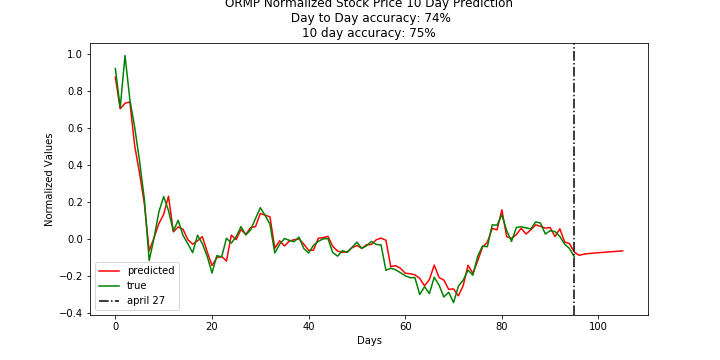 ORMP Normalized Stock Price 10 Day Prediction
Day to Day accuracy: 74%
10 day accuracy: 75%
Normalized Values
1.0
0.8
0.6
0.4
0.2
0.0
−0.2
−0.4
predicted
true
april 27
0 20 40 60 80 100
Days